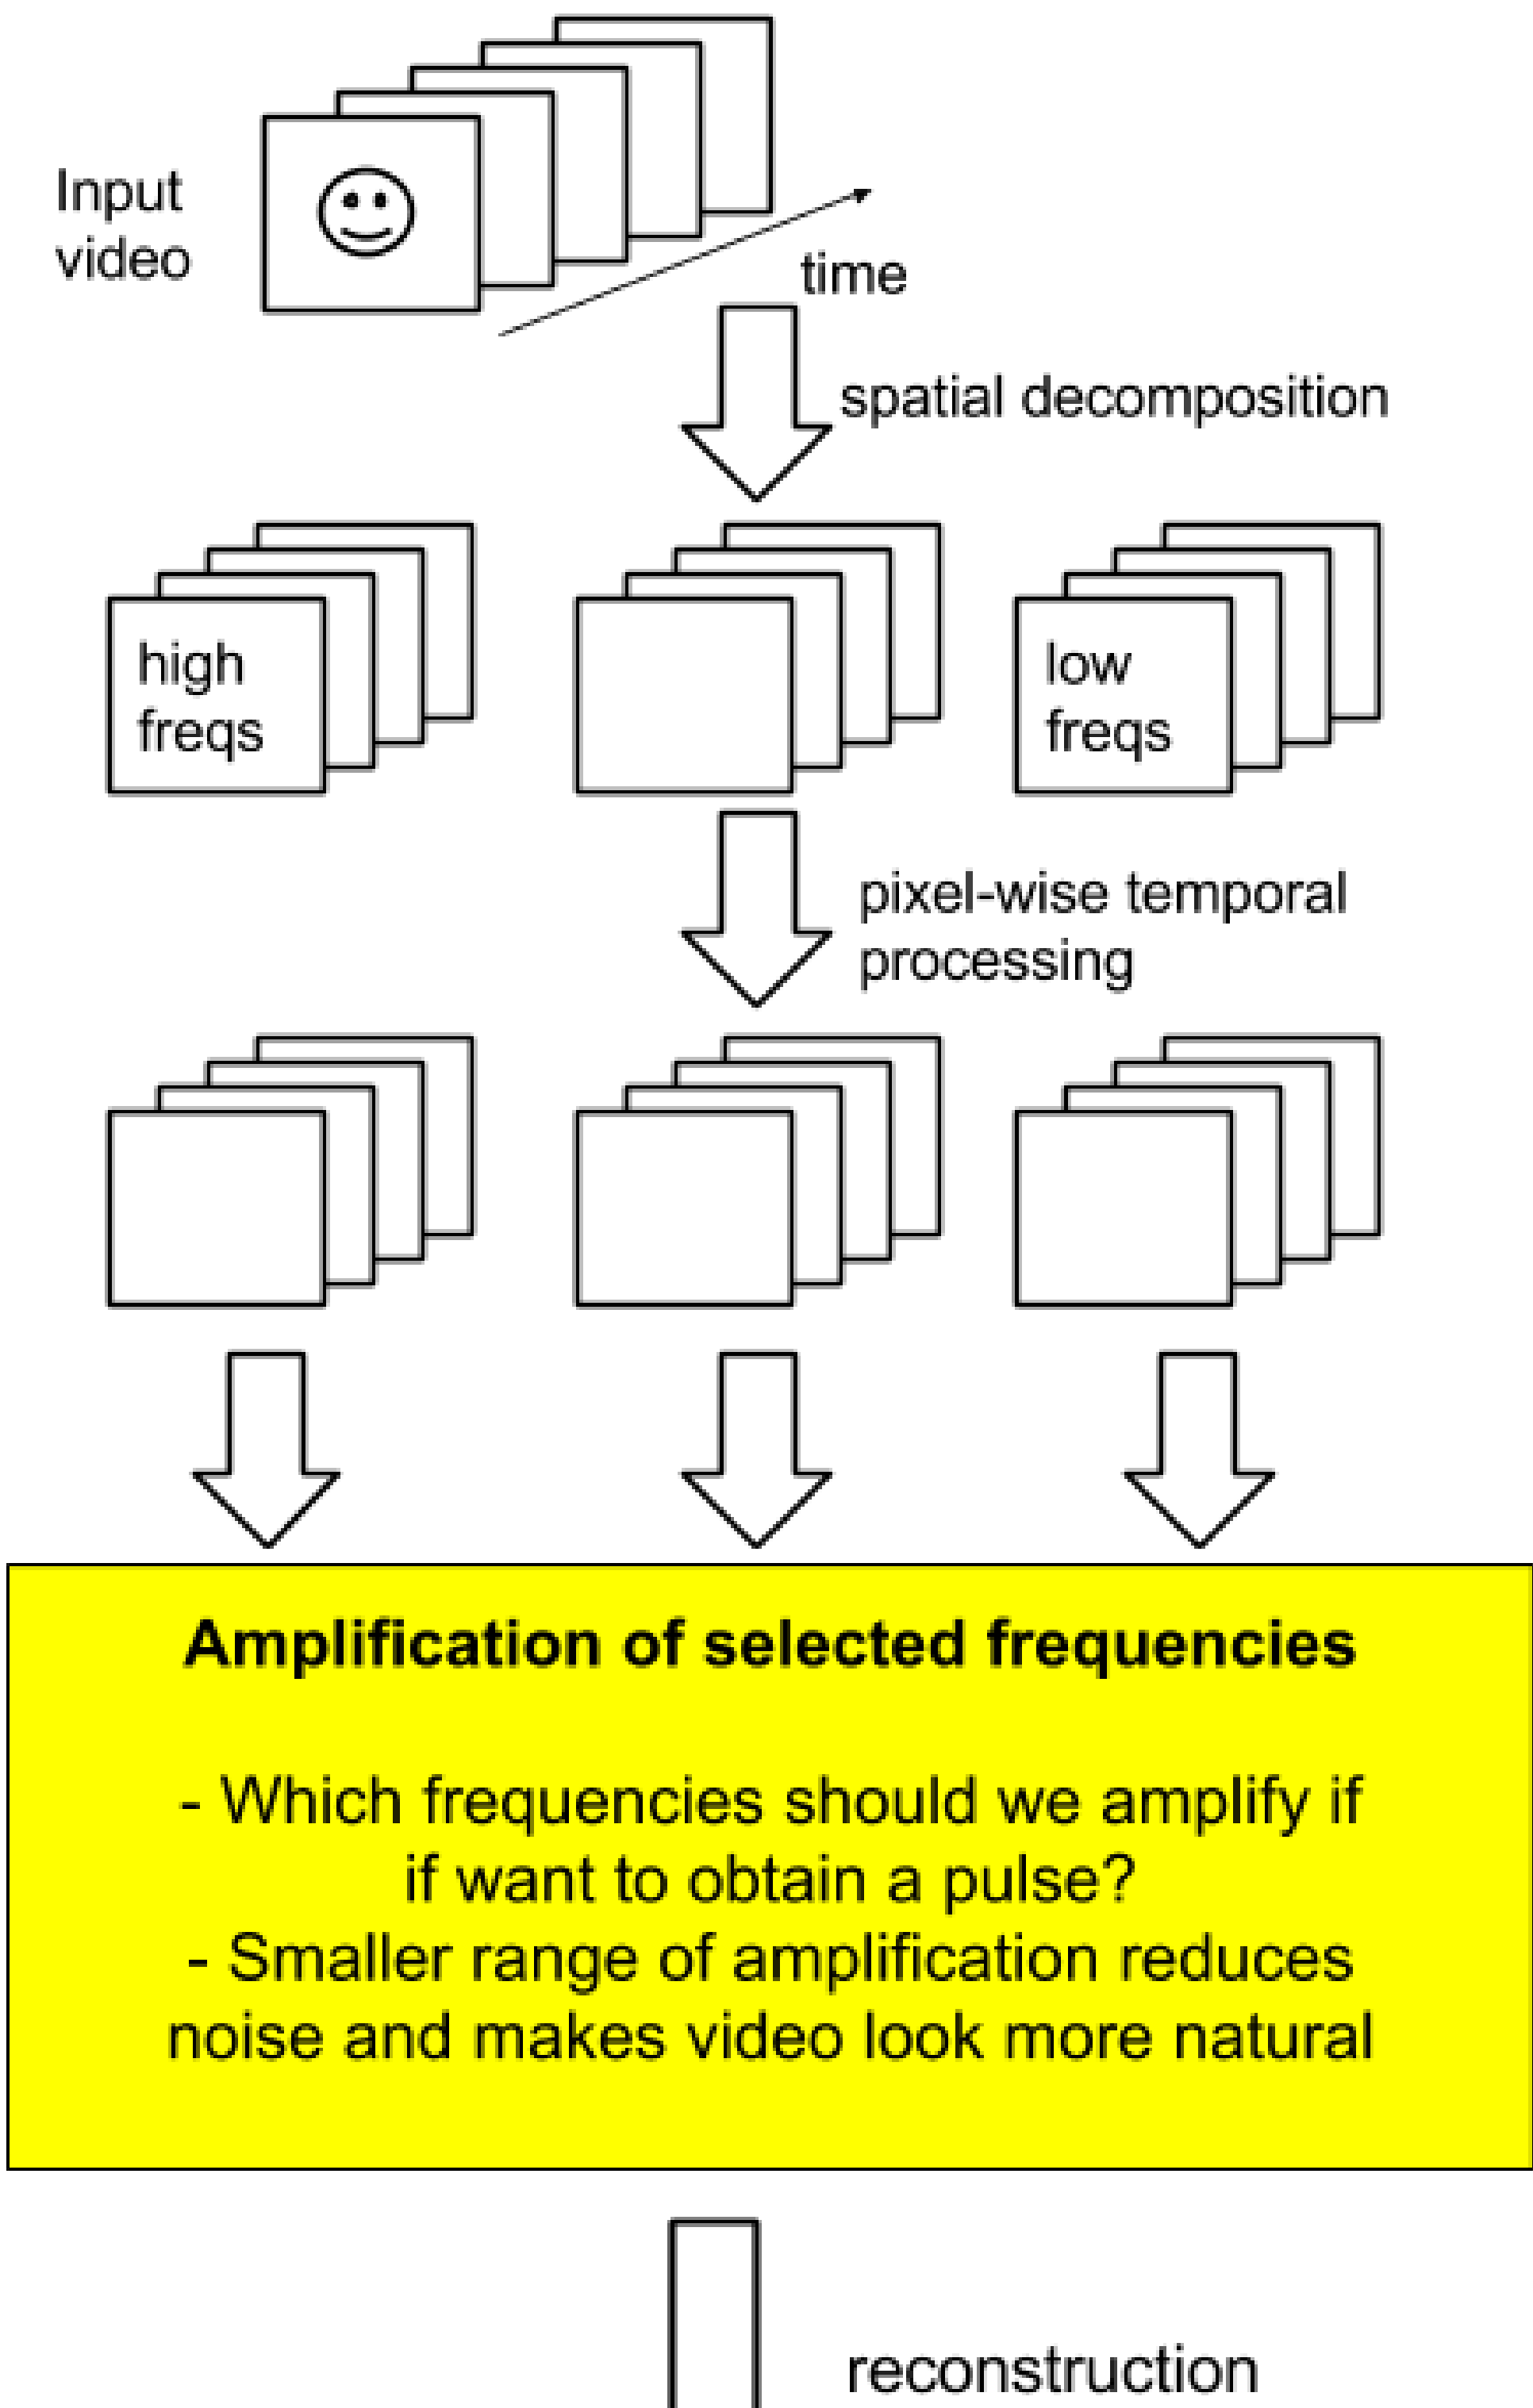 Input
video
time
spatial decomposition
high
freqs
low
freqs
pixel-wise temporal
processing
Amplification of selected frequencies
- Which frequencies should we amplify if
if want to obtain a pulse?
- Smaller range of amplification reduces
noise and makes video look more natural
reconstruction